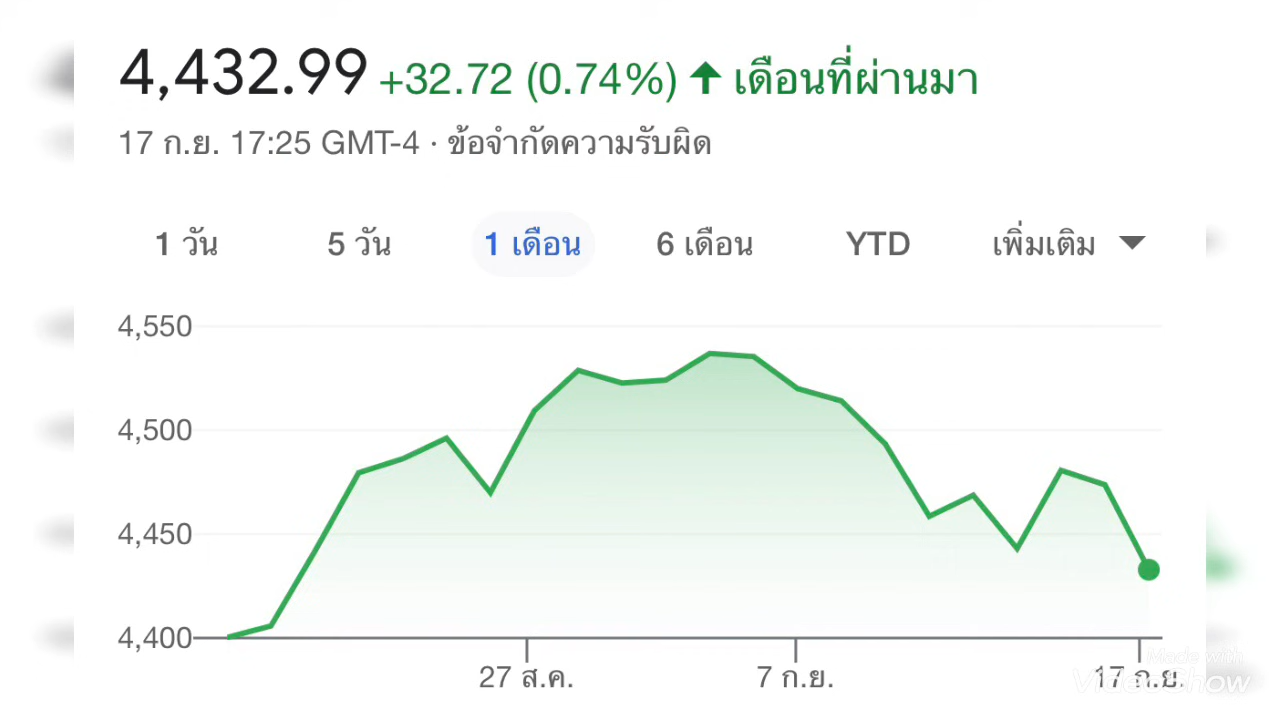 4,432.99 +32.72 (0.74%) ↑ เดือนที่ผ่านมา
17 ก.ย. 17:25 GMT-4 · ข้อจำกัดความรับผิด
1 วัน 5 วัน 1 เดือน 6 เดือน YTD เพิ่มเติม
4,550
4,500
4,450
4,400
27 ส.ค. 7 ก.ย. 17 ก.ย.
Made with
VideoShow